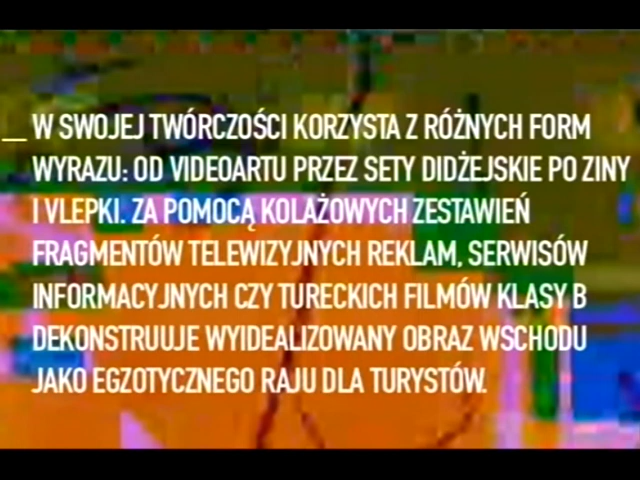 _ W SWOJEJ TWÓRCZOŚCI KORZYSTA Z RÓŻNYCH FORM
WYRAZU: OD VIDEOARTU PRZEZ SETY DIDŻEJSKIE PO ZINY
I VLEPKI. ZA POMOCĄ KOLAŻOWYCH ZESTAWIEŃ
FRAGMENTÓW TELEWIZYJNYCH REKLAM, SERWISÓW
INFORMACYJNYCH CZY TURECKICH FILMÓW KLASY B
DEKONSTRUUJE WYIDEALIZOWANY OBRAZ WSCHODU
JAKO EGZOTYCZNEGO RAJU DLA TURYSTÓW.